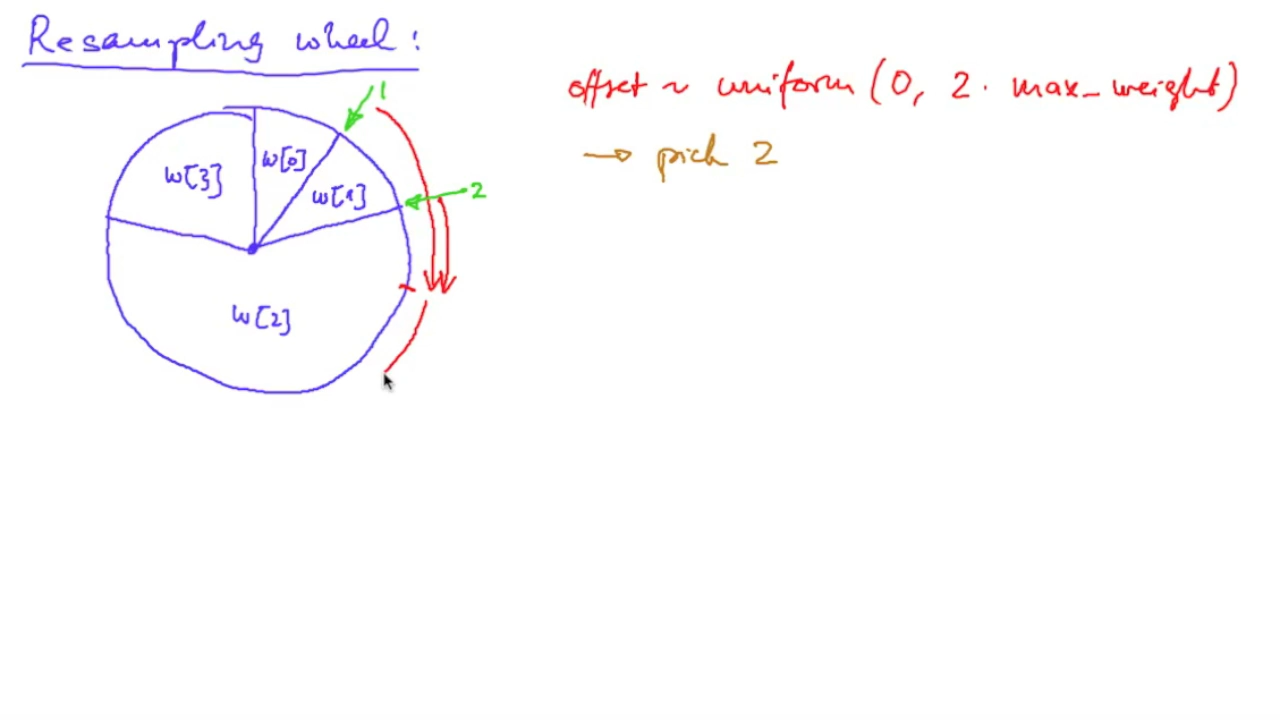 Resampling wheel:
offset ~ uniform (0, 2· max_weight)
→ pick 2
1
w[0]
w[3]
w[1]
2
w[2]